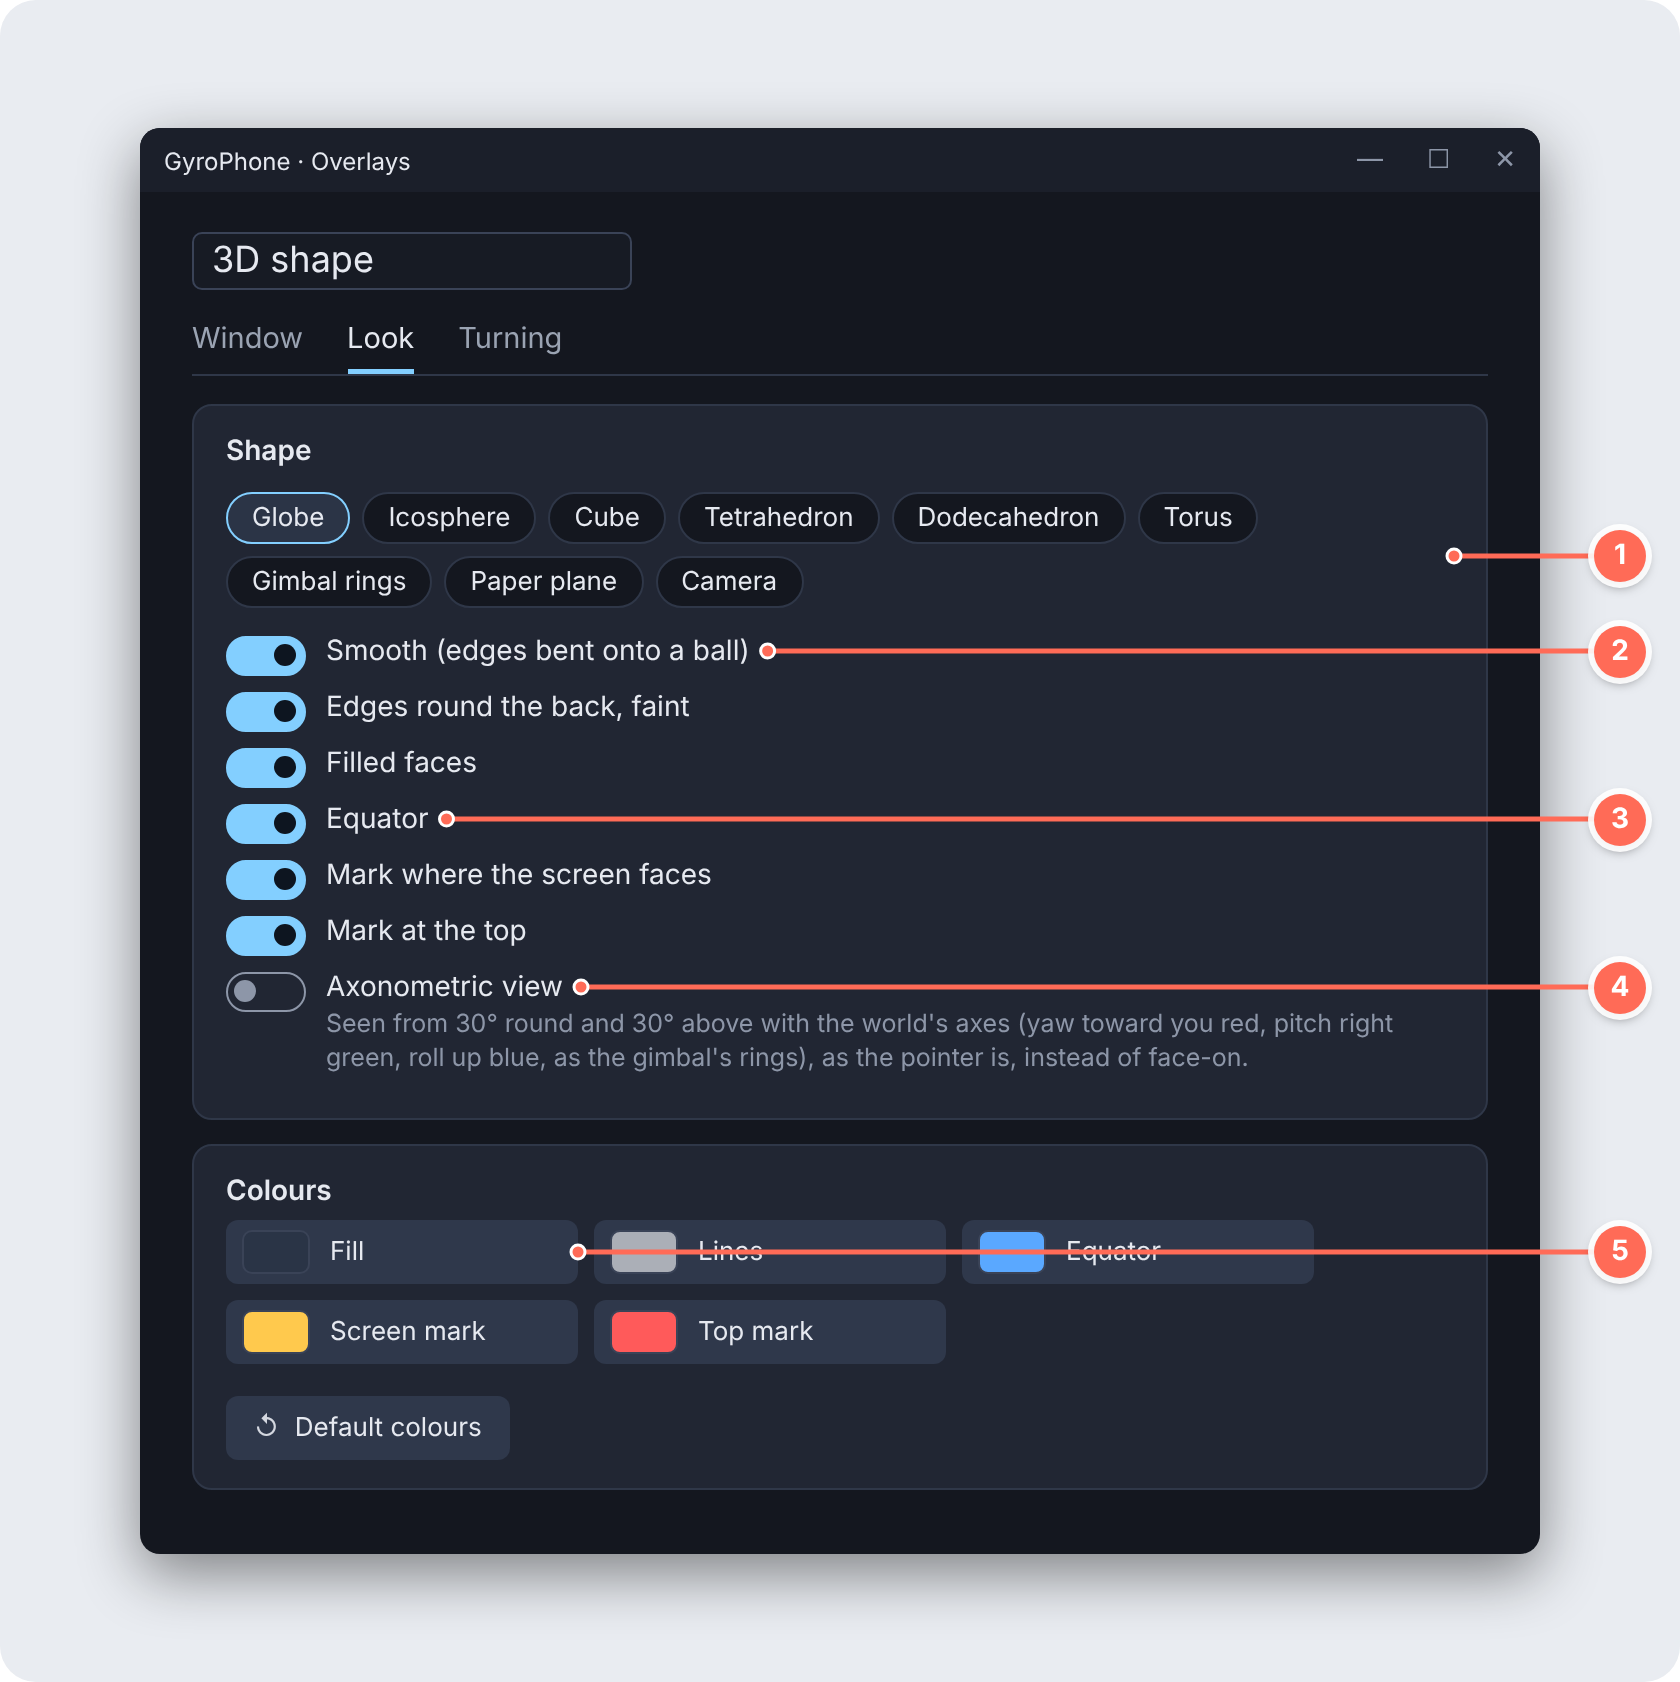 GyroPhone · Overlays
3D shape
Window Look Turning
Shape
Globe Icosphere Cube Tetrahedron Dodecahedron Torus
1
Gimbal rings Paper plane Camera
Smooth (edges bent onto a ball)
2
Edges round the back, faint
Filled faces
Equator
3
Mark where the screen faces
Mark at the top
Axonometric view
4
Seen from 30° round and 30° above with the world's axes (yaw toward you red, pitch right
green, roll up blue, as the gimbal's rings), as the pointer is, instead of face-on.
Colours
Fill Lines Equator
5
Screen mark Top mark
Default colours